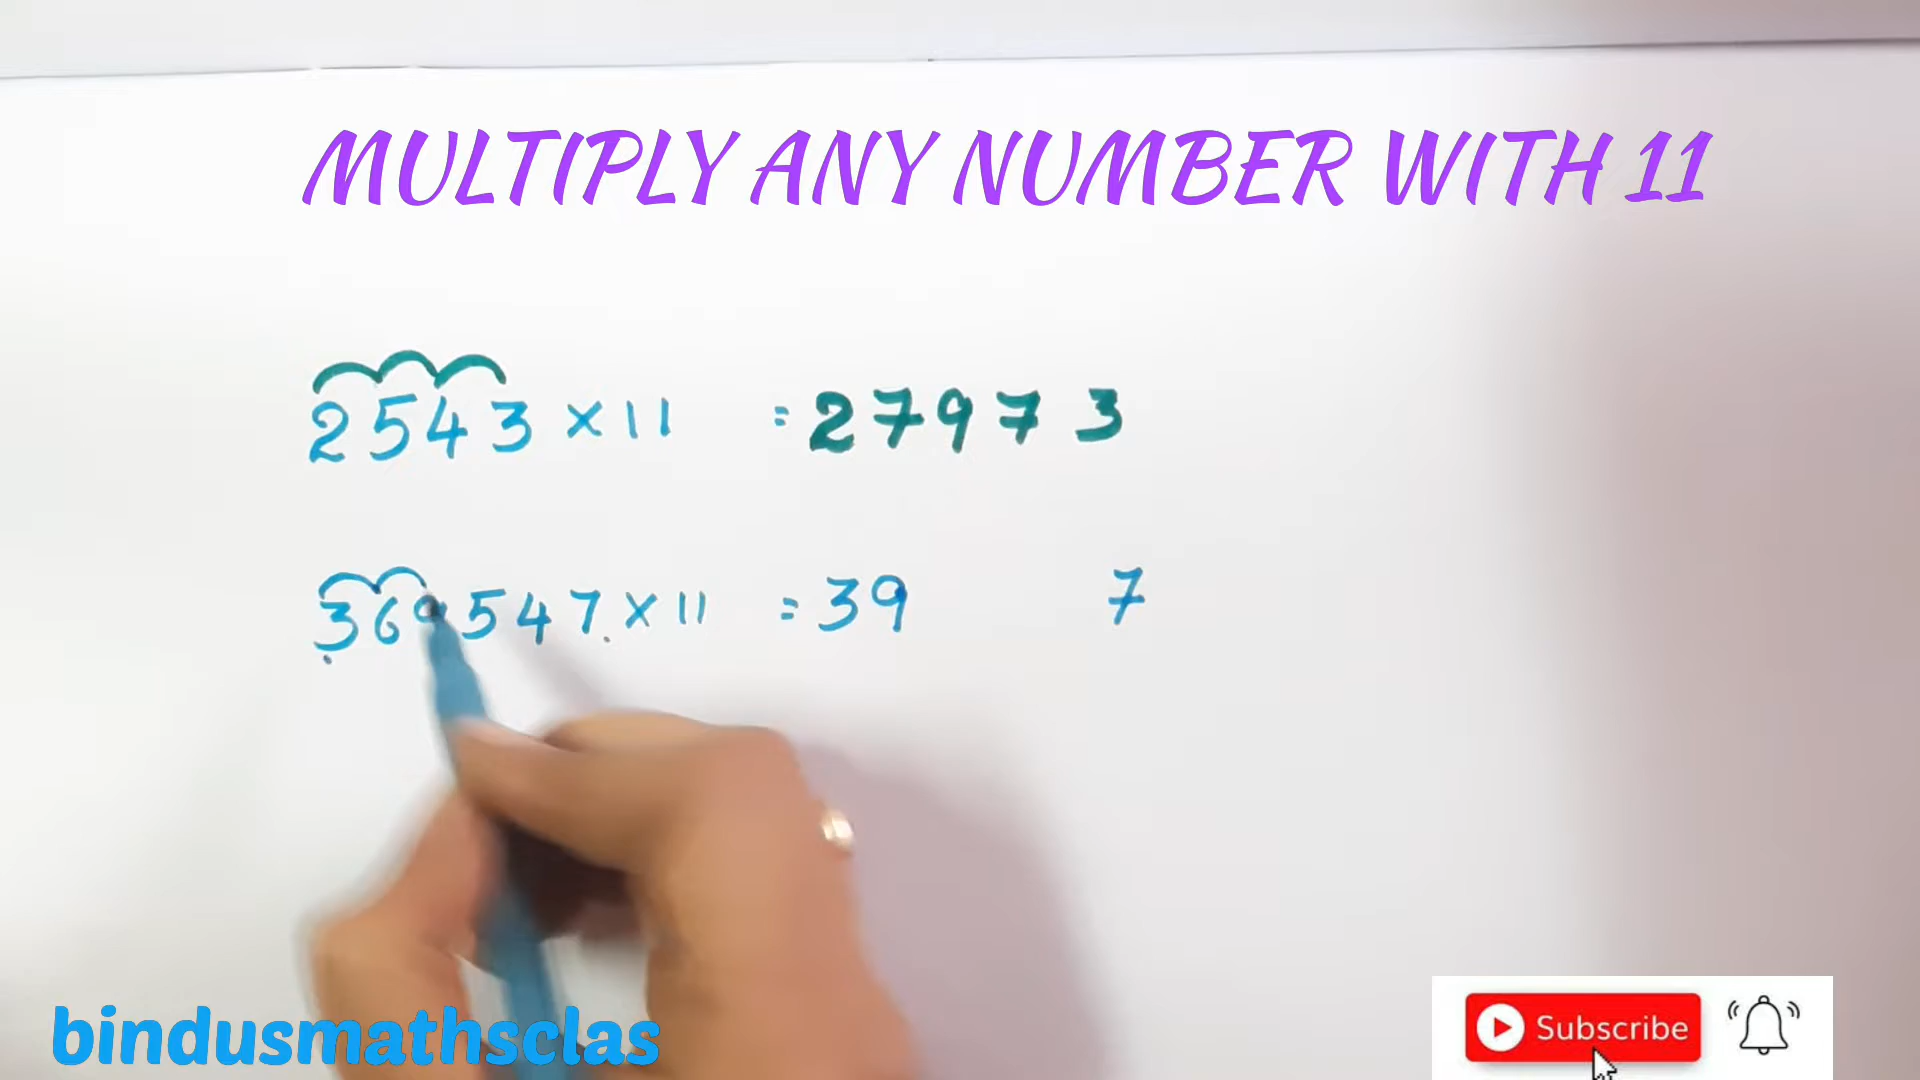 MULTIPLY ANY NUMBER WITH 11
2543 × 11 = 27973
369547 × 11 = 39 7
bindusmathsclas
Subscribe